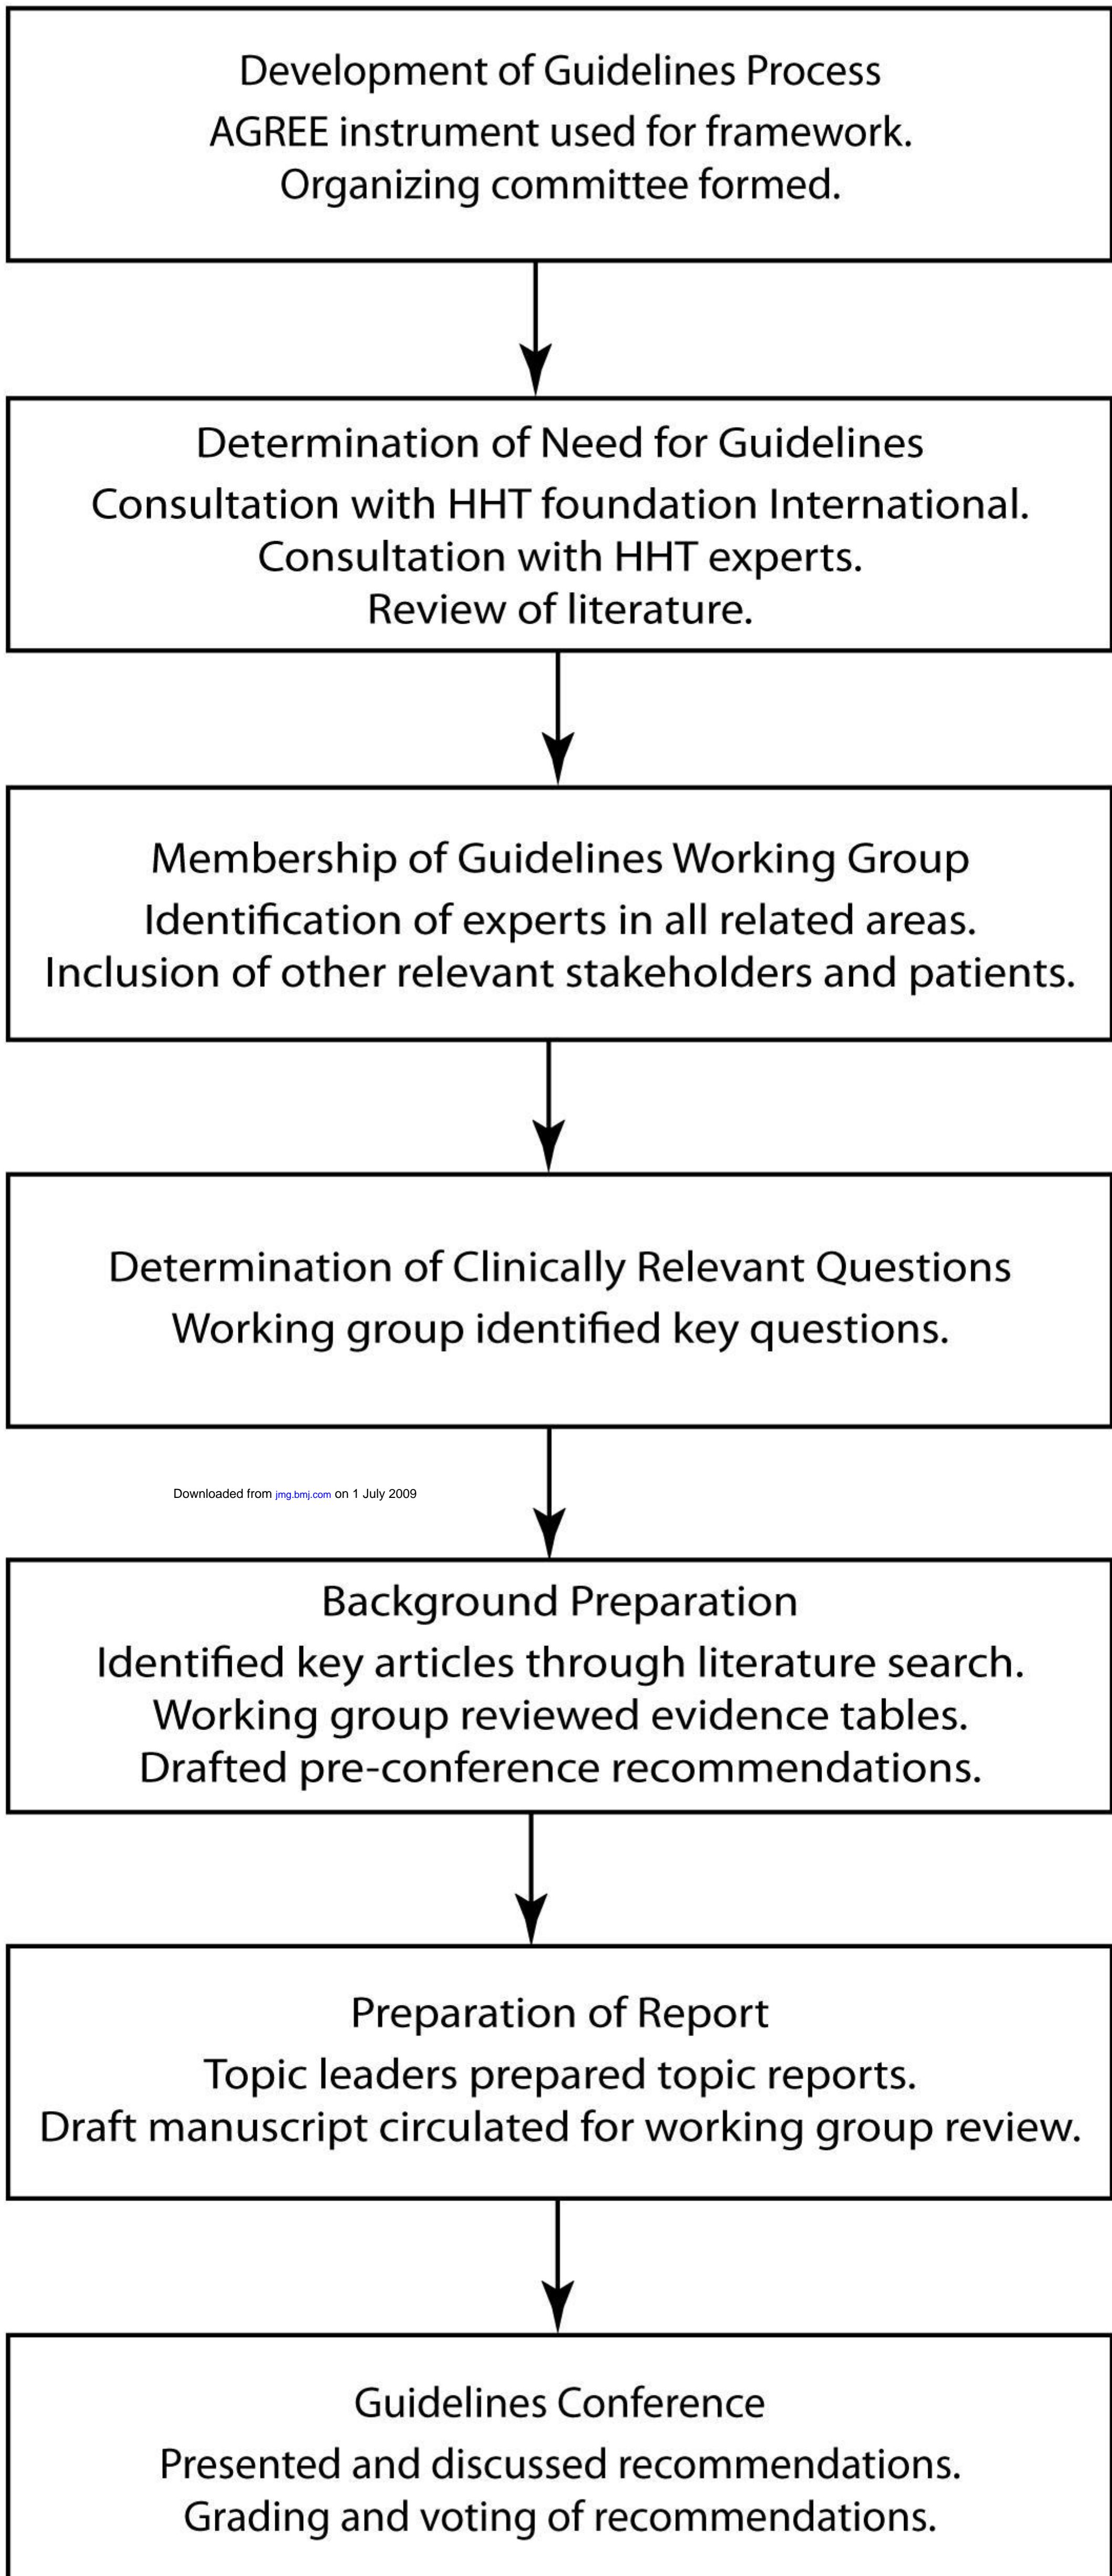 Development of Guidelines Process
AGREE instrument used for framework.
Organizing committee formed.
Determination of Need for Guidelines
Consultation with HHT foundation International.
Consultation with HHT experts.
Review of literature.
Membership of Guidelines Working Group
Identification of experts in all related areas.
Inclusion of other relevant stakeholders and patients.
Determination of Clinically Relevant Questions
Working group identified key questions.
Downloaded from jmg.bmj.com on 1 July 2009
Background Preparation
Identified key articles through literature search.
Working group reviewed evidence tables.
Drafted pre-conference recommendations.
Preparation of Report
Topic leaders prepared topic reports.
Draft manuscript circulated for working group review.
Guidelines Conference
Presented and discussed recommendations.
Grading and voting of recommendations.